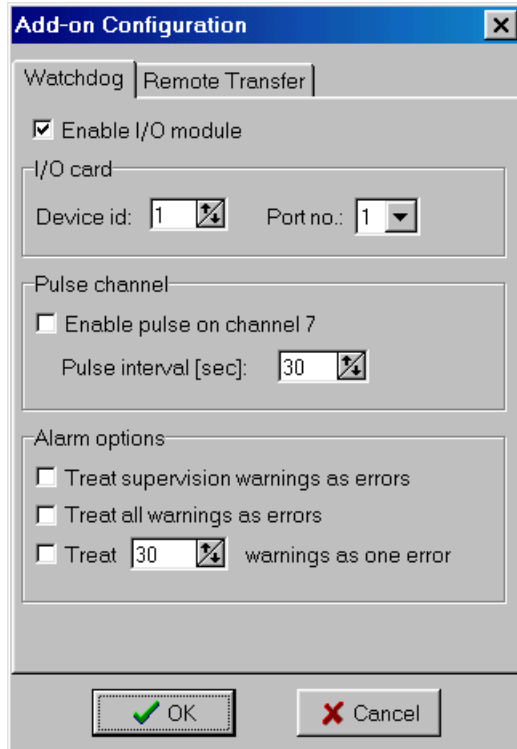 Add-on Configuration
Watchdog Remote Transfer
Enable I/O module
I/O card
Device id: 1 Port no.: 1
Pulse channel
Enable pulse on channel 7
Pulse interval [sec]: 30
Alarm options
Treat supervision warnings as errors
Treat all warnings as errors
Treat 30 warnings as one error
OK Cancel